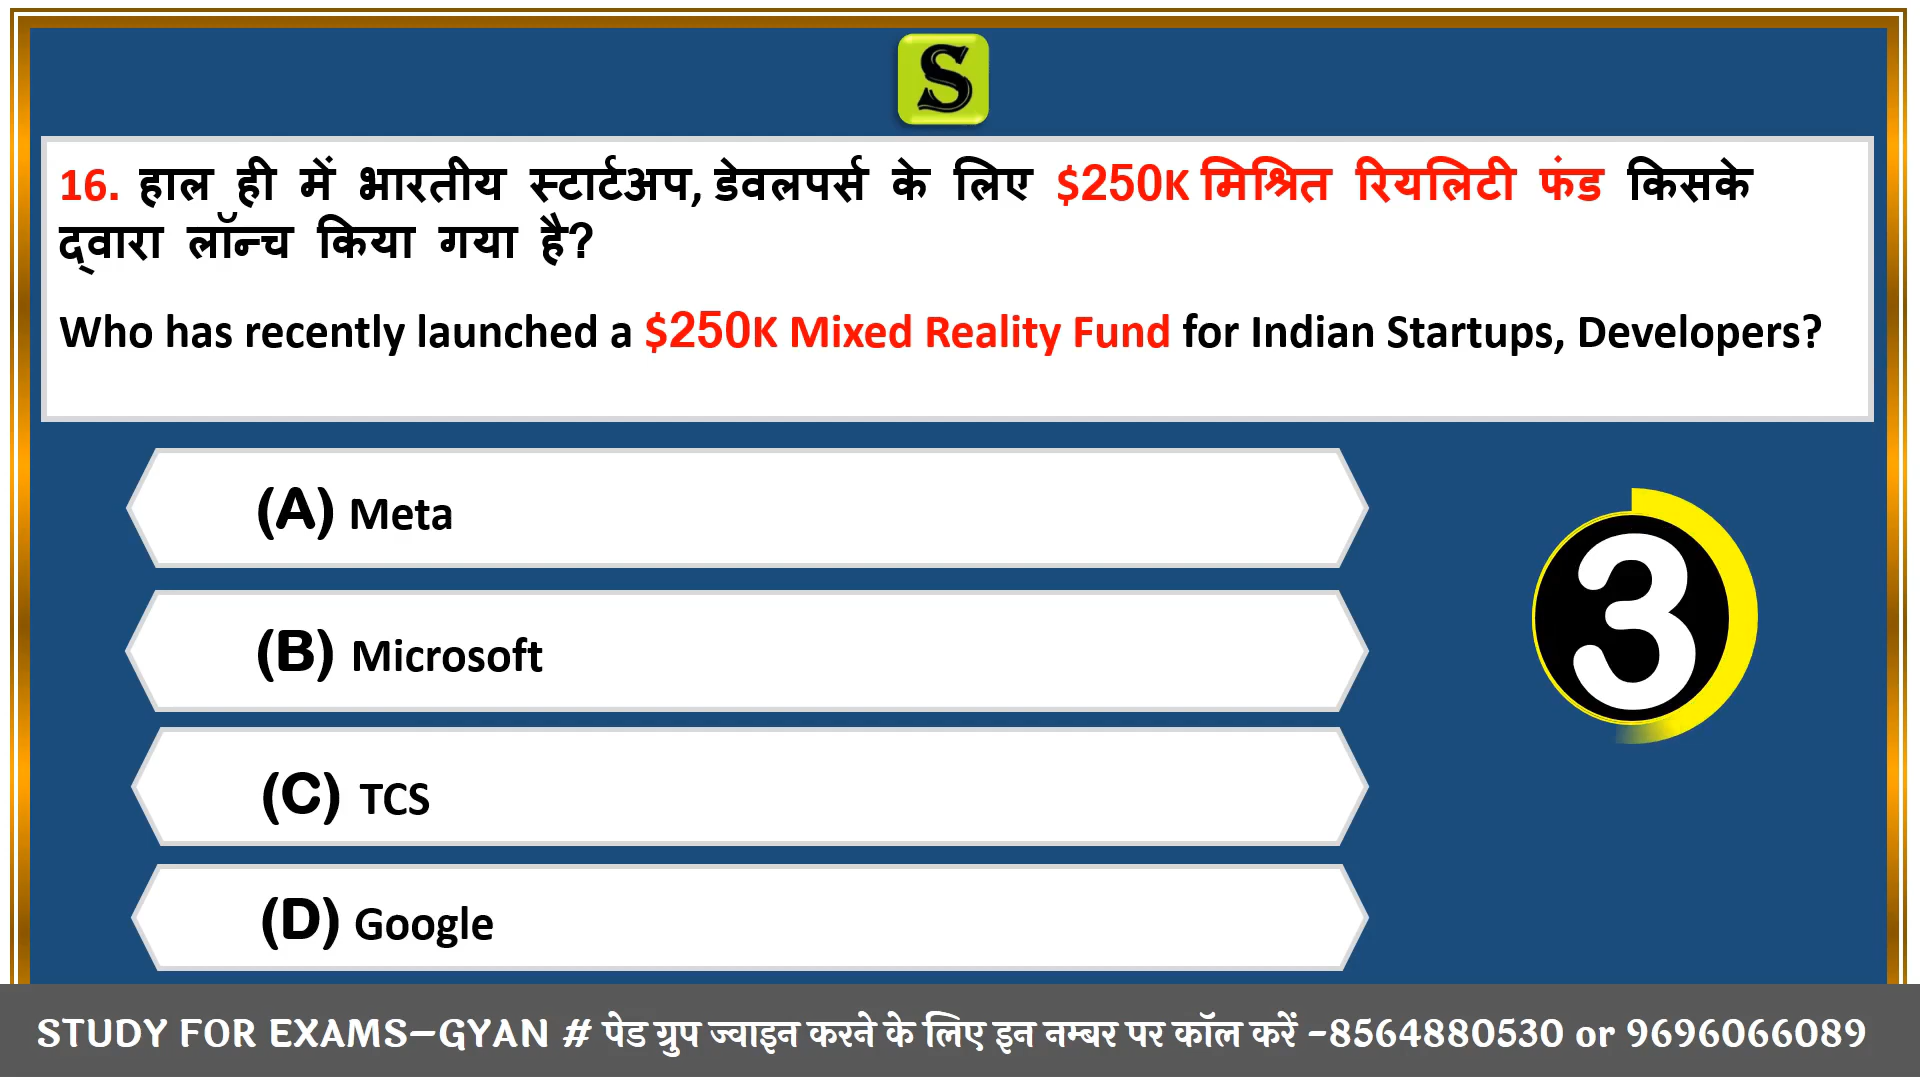 S
16. हाल ही में भारतीय स्टार्टअप, डेवलपर्स के लिए $250K मिश्रित रियलिटी फंड किसके
द्वारा लॉन्च किया गया है?
Who has recently launched a $250K Mixed Reality Fund for Indian Startups, Developers?
(A) Meta
(B) Microsoft
(C) TCS
(D) Google
3
STUDY FOR EXAMS–GYAN # पेड ग्रुप ज्वाइन करने के लिए इन नम्बर पर कॉल करें -8564880530 or 9696066089